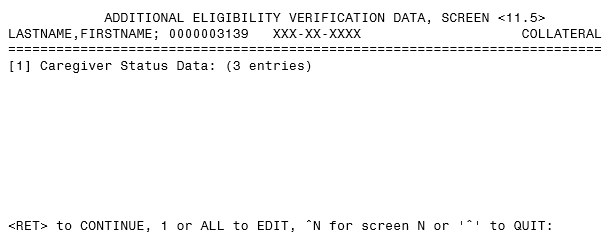 ADDITIONAL ELIGIBILITY VERIFICATION DATA, SCREEN <11.5>
LASTNAME,FIRSTNAME; 0000003139 XXX-XX-XXXX COLLATERAL
==========================================================================
[1] Caregiver Status Data: (3 entries)
<RET> to CONTINUE, 1 or ALL to EDIT, ^N for screen N or '^' to QUIT: